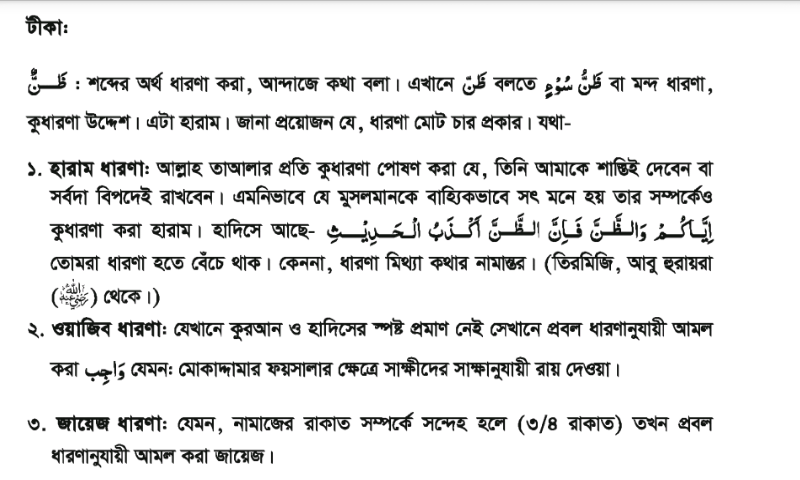 টীকা:
ظَنٌّ : শব্দের অর্থ ধারণা করা, আন্দাজে কথা বলা। এখানে ظَنّ বলতে ظَنُّ سُوْءٍ বা মন্দ ধারণা,
কুধারণা উদ্দেশ। এটা হারাম। জানা প্রয়োজন যে, ধারণা মোট চার প্রকার। যথা-
১. হারাম ধারণা: আল্লাহ তাআলার প্রতি কুধারণা পোষণ করা যে, তিনি আমাকে শাস্তিই দেবেন বা
সর্বদা বিপদেই রাখবেন। এমনিভাবে যে মুসলমানকে বাহ্যিকভাবে সৎ মনে হয় তার সম্পর্কেও
কুধারণা করা হারাম। হাদিসে আছে- إِيَّاكُمْ وَالظَّنَّ فَإِنَّ الظَّنَّ أَكْذَبُ الْحَدِيْثِ
তোমরা ধারণা হতে বেঁচে থাক। কেননা, ধারণা মিথ্যা কথার নামান্তর। (তিরমিজি, আবু হুরায়রা
(رضي الله عنه) থেকে।)
২. ওয়াজিব ধারণা: যেখানে কুরআন ও হাদিসের স্পষ্ট প্রমাণ নেই সেখানে প্রবল ধারণানুযায়ী আমল
করা وَاجِب যেমন: মোকাদ্দামার ফয়সালার ক্ষেত্রে সাক্ষীদের সাক্ষানুযায়ী রায় দেওয়া।
৩. জায়েজ ধারণা: যেমন, নামাজের রাকাত সম্পর্কে সন্দেহ হলে (৩/৪ রাকাত) তখন প্রবল
ধারণানুযায়ী আমল করা জায়েজ।